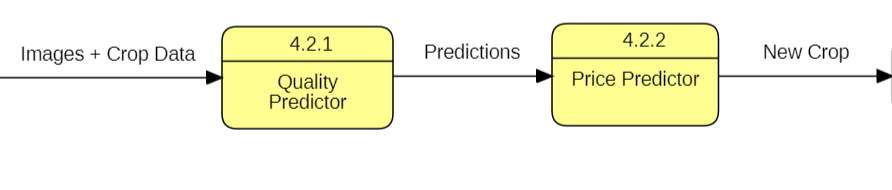 Images + Crop Data
4.2.1
Quality
Predictor
Predictions
4.2.2
Price Predictor
New Crop